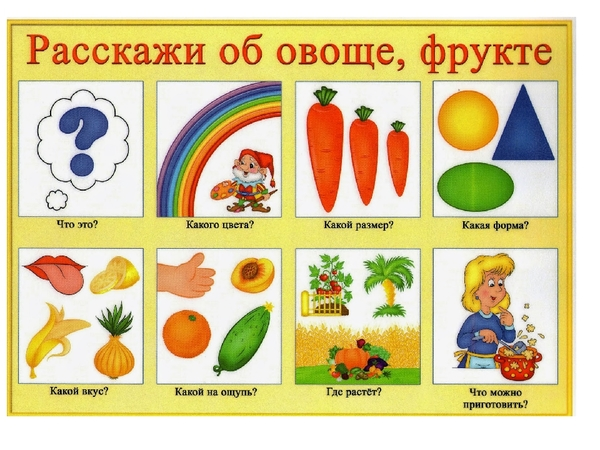 Расскажи об овоще, фрукте
Что это?
Какого цвета?
Какой размер?
Какая форма?
Какой вкус?
Какой на ощупь?
Где растёт?
Что можно
приготовить?